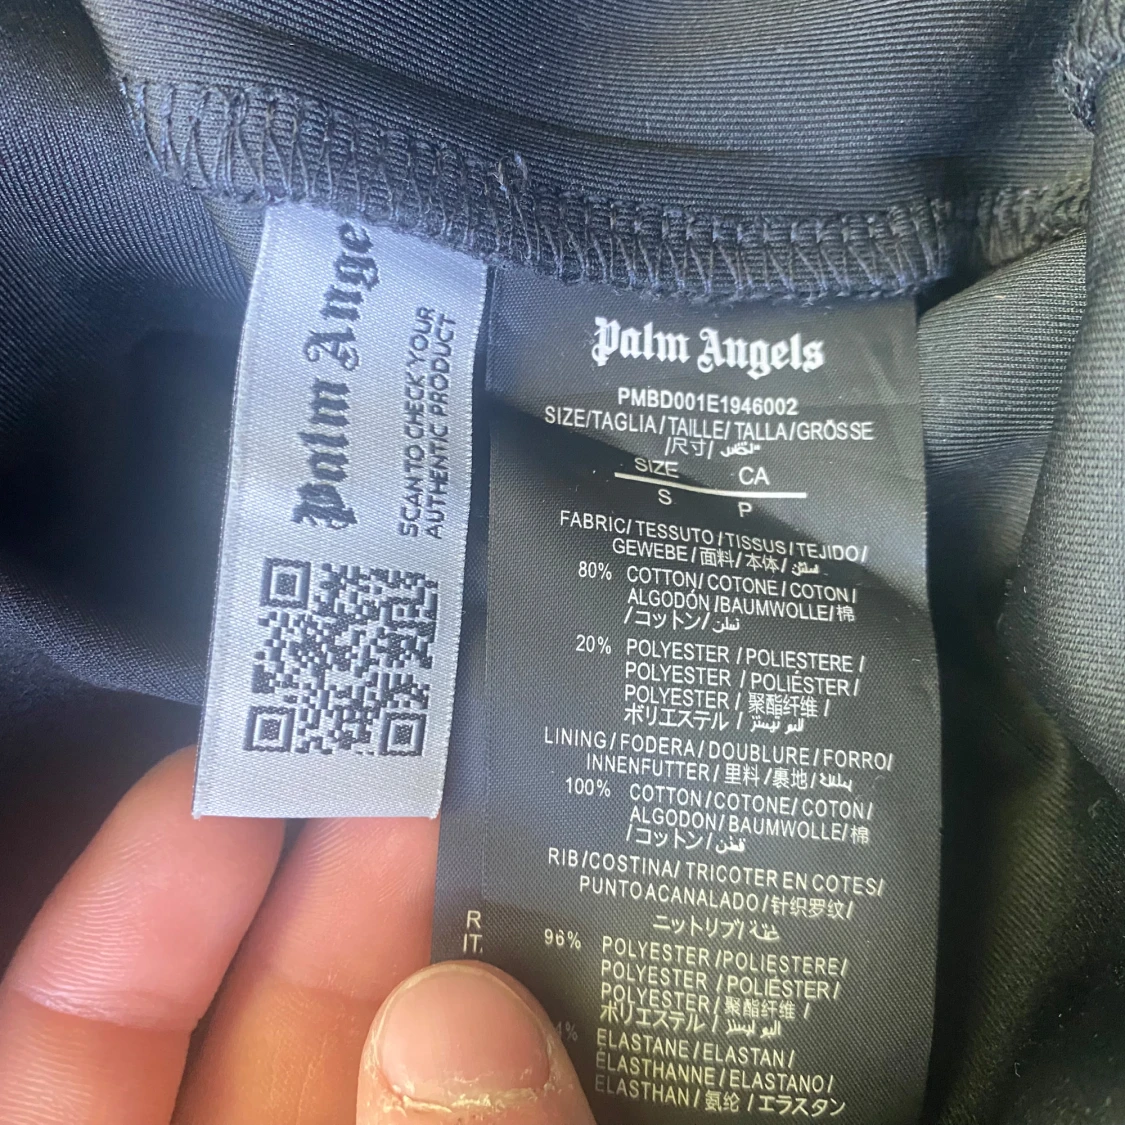 Palm Ange
SCAN TO CHECK YOUR
AUTHENTIC PRODUCT
Palm Angels
PMBD001E1946002
SIZE/TAGLIA/TAILLE/TALLA/GRÖSSE
/尺寸/
SIZE CA
S P
FABRIC/TESSUTO/TISSUS/TEJIDO/
GEWEBE/面料/本体/
80% COTTON/COTONE/COTON/
ALGODÓN/BAUMWOLLE/棉
/コットン/
20% POLYESTER/POLIESTERE/
POLYESTER/POLIÉSTER/
POLYESTER/聚酯纤维/
ボリエステル/
LINING/FODERA/DOUBLURE/FORRO/
INNENFUTTER/里料/裹地/
100% COTTON/COTONE/COTON/
ALGODON/BAUMWOLLE/棉
/コットン/
RIB/COSTINA/TRICOTER EN COTES/
PUNTO ACANALADO/针织罗纹/
ニットリブ/
R
IT.
96% POLYESTER/POLIESTERE/
POLYESTER/POLIESTER/
POLYESTER/聚酯纤维/
ボリエステル/
ELASTANE/ELASTAN/
ÉLASTHANNE/ELASTANO/
ELASTHAN/氨纶/エラスタン